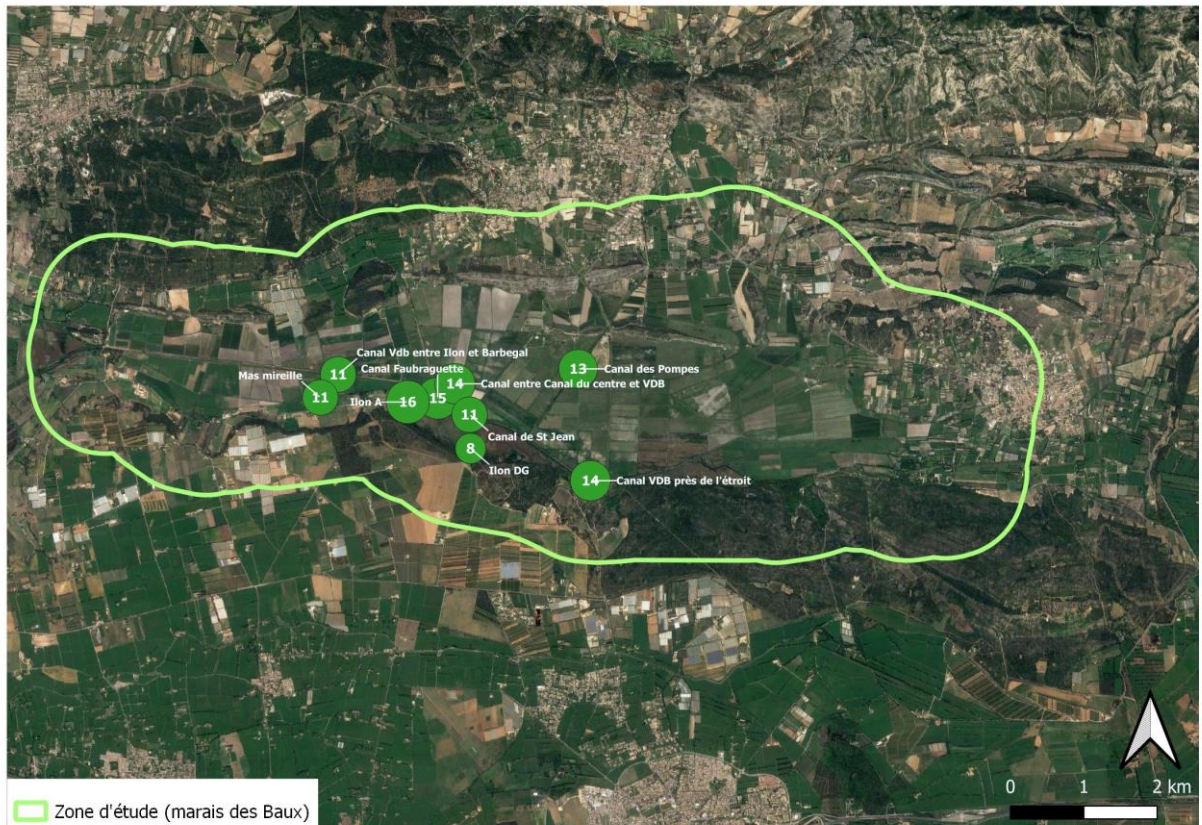 Canal Vdb entre Ilon et Barbegal
11
Canal Faubraguette
15
Mas mireille
11
Ilon A
16
14
Canal entre Canal du centre et VDB
13
Canal des Pompes
11
Canal de St Jean
8
Ilon DG
14
Canal VDB près de l'étroit
0 1 2 km
Zone d'étude (marais des Baux)